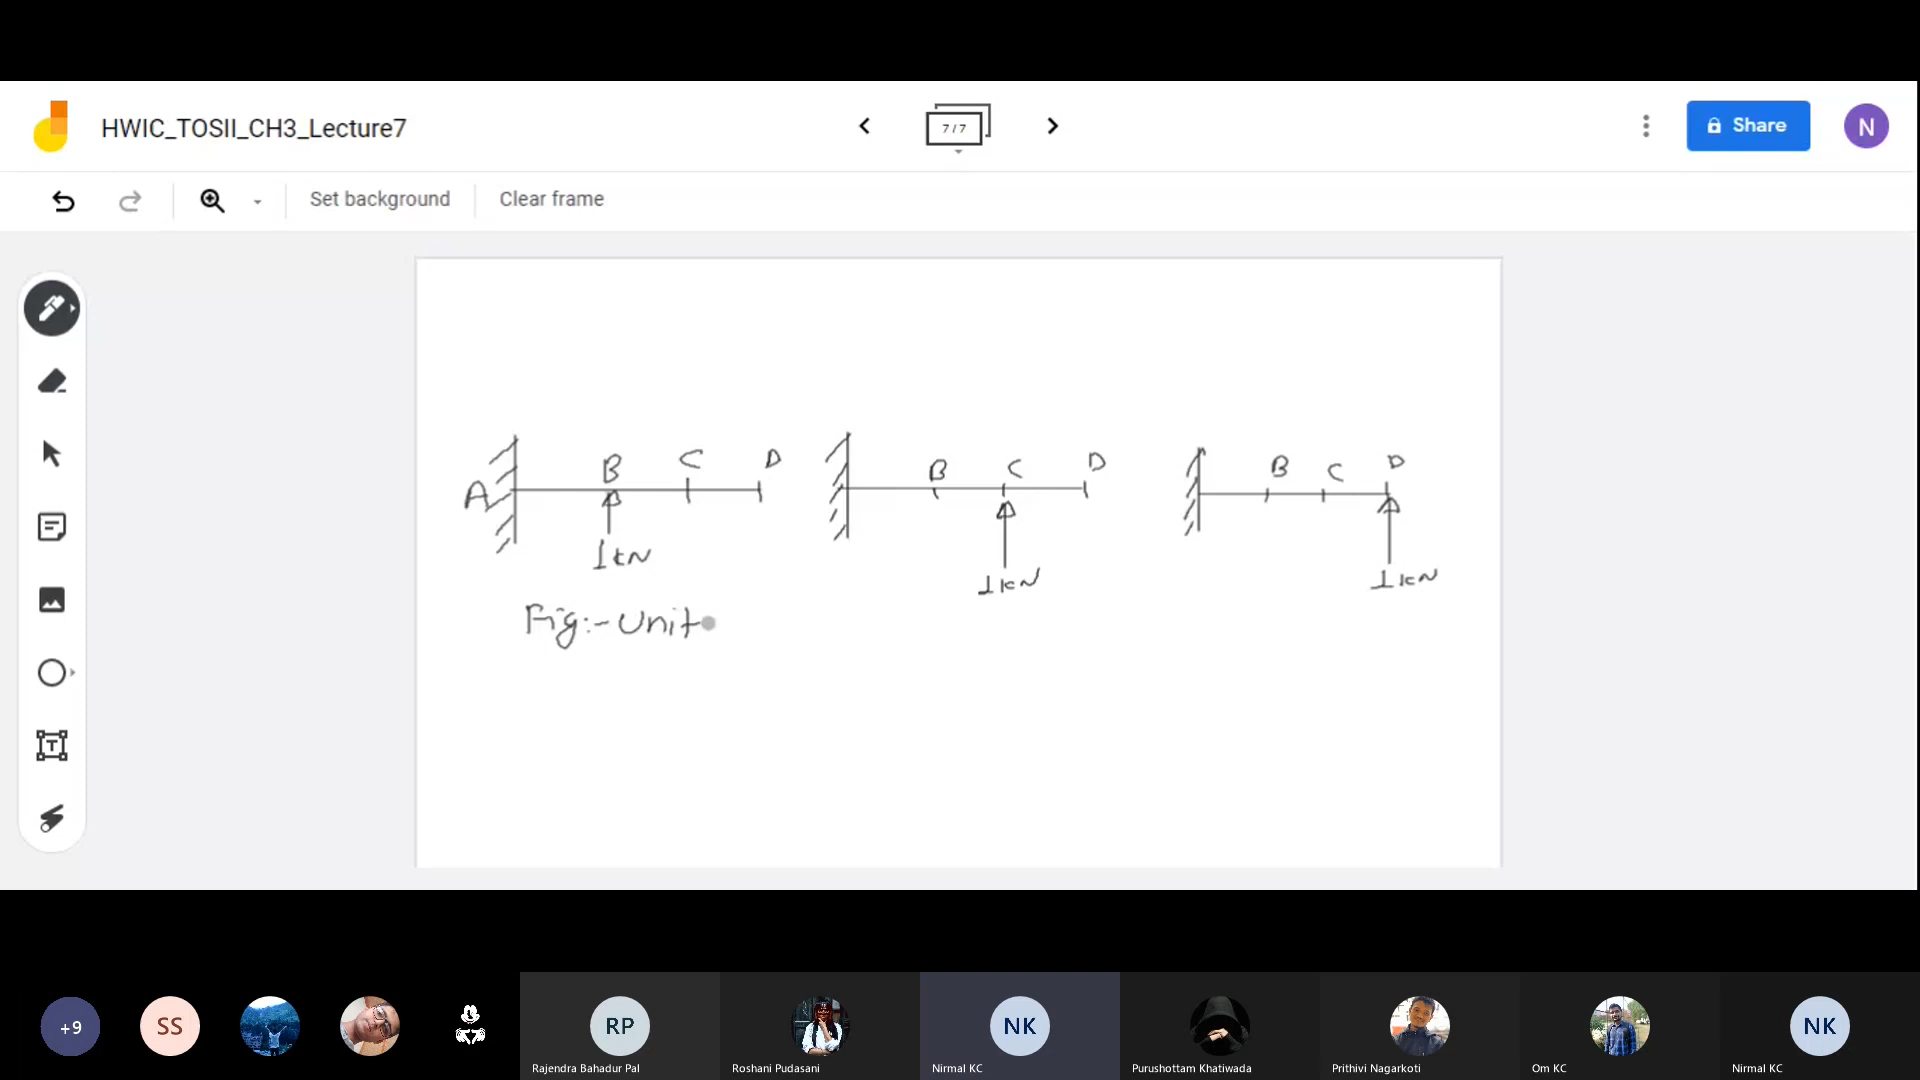 HWIC_TOSII_CH3_Lecture7
7/7
Share
N
Set background
Clear frame
A B C D
1kN
B C D
1kN
B C D
1kN
Fig:- Unit
T
+9
SS
RP
NK
NK
Rajendra Bahadur Pal
Roshani Pudasani
Nirmal KC
Purushottam Khatiwada
Prithivi Nagarkoti
Om KC
Nirmal KC